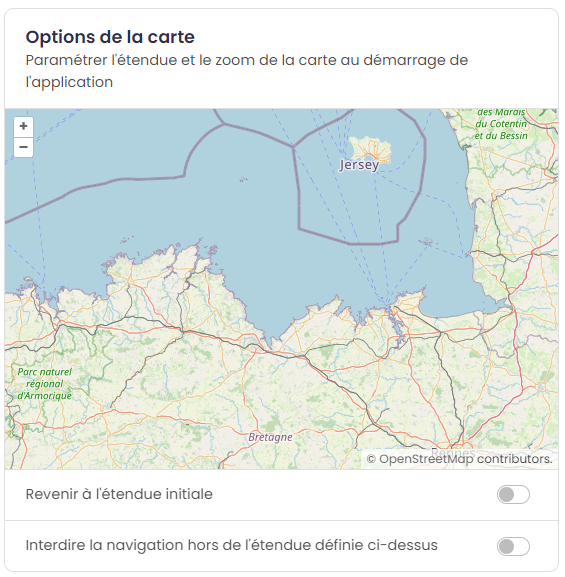 Options de la carte
Paramétrer l'étendue et le zoom de la carte au démarrage de
l'application
+
−
des Marais
du Cotentin
et du Bessin
Jersey
Parc naturel
régional
d'Armorique
Bretagne
Rennes
© OpenStreetMap contributors.
Revenir à l'étendue initiale
Interdire la navigation hors de l'étendue définie ci-dessus